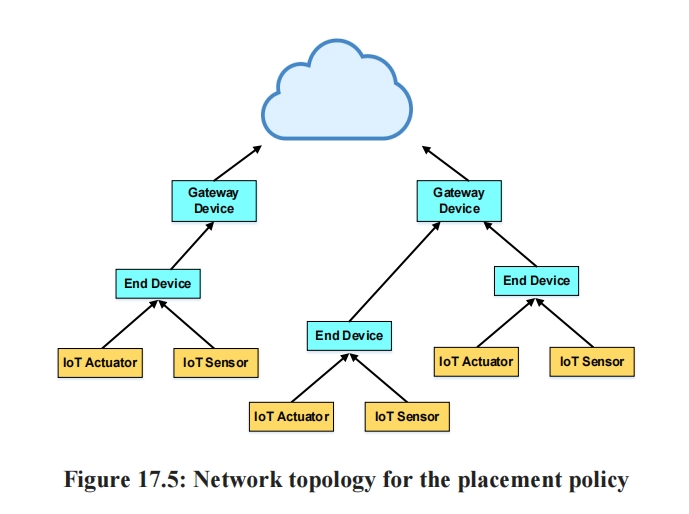 Gateway
Device
Gateway
Device
End Device
End Device
End Device
IoT Actuator
IoT Sensor
IoT Actuator
IoT Sensor
IoT Actuator
IoT Sensor
Figure 17.5: Network topology for the placement policy